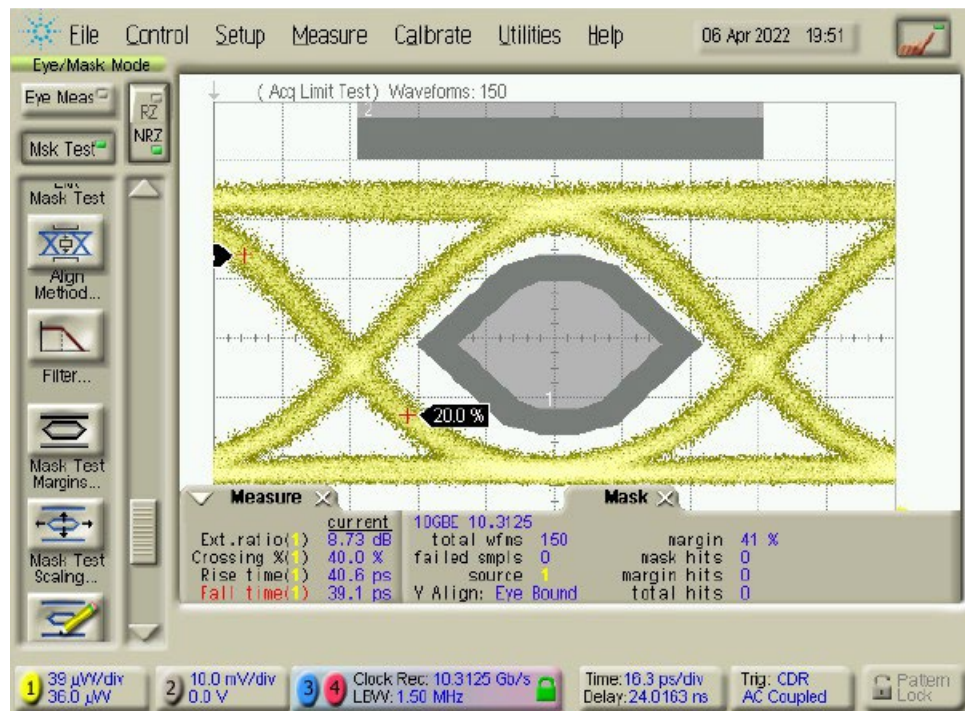 Eile Control Setup Measure Calbrate Utilities Help 06 Apr 2022 19:51
Eye/Mask Mode
Eye Meas
RZ
NRZ
Msk Test
Mask Test
Align
Method...
Filter...
Mask Test
Margins...
Mask Test
Scaling...
( Acq Limit Test) Waveforms: 150
2
1
20.0 %
Measure
current
Ext.ratio(1) 8.73 dB
Crossing %(1) 40.0 %
Rise time(1) 40.6 ps
Fall time(1) 39.1 ps
Mask
10GBE 10.3125
total wfms 150
failed smpls 0
source 1
Y Align: Eye Bound
margin 41 %
mask hits 0
margin hits 0
total hits 0
1 39 µW/div
36.0 µW
2 10.0 mV/div
0.0 V
3 4 Clock Rec: 10.3125 Gb/s
LBW: 1.50 MHz
Time:16.3 ps/div
Delay:24.0163 ns
Trig: CDR
AC Coupled
Pattern
Lock